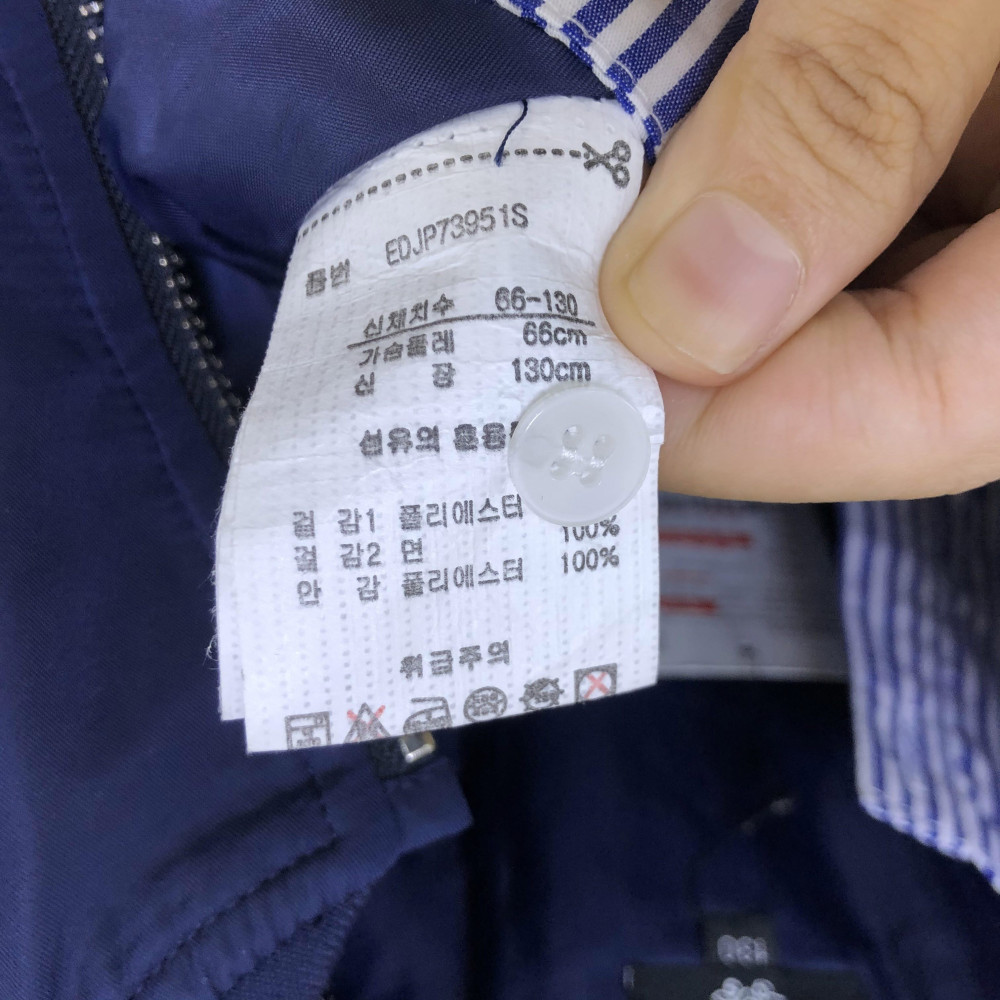 품번 EDJP73951S
신체치수 66-130
가슴둘레 66cm
신 장 130cm
섬유의 혼용
겉 감1 폴리에스터
겉 감2 면 100%
안 감 폴리에스터 100%
취급주의
130